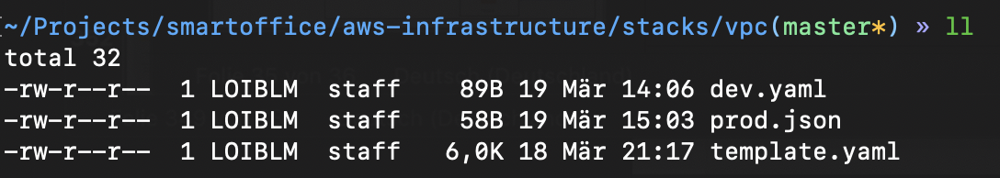 ~/Projects/smartoffice/aws-infrastructure/stacks/vpc(master*) » ll
total 32
-rw-r--r--  1 LOIBLM  staff    89B 19 Mär 14:06 dev.yaml
-rw-r--r--  1 LOIBLM  staff    58B 19 Mär 15:03 prod.json
-rw-r--r--  1 LOIBLM  staff   6,0K 18 Mär 21:17 template.yaml